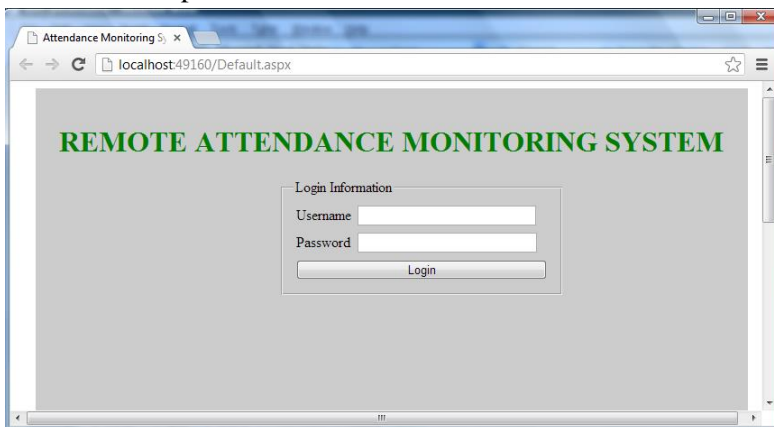 Attendance Monitoring Sy
localhost:49160/Default.aspx
REMOTE ATTENDANCE MONITORING SYSTEM
Login Information
Username
Password
Login